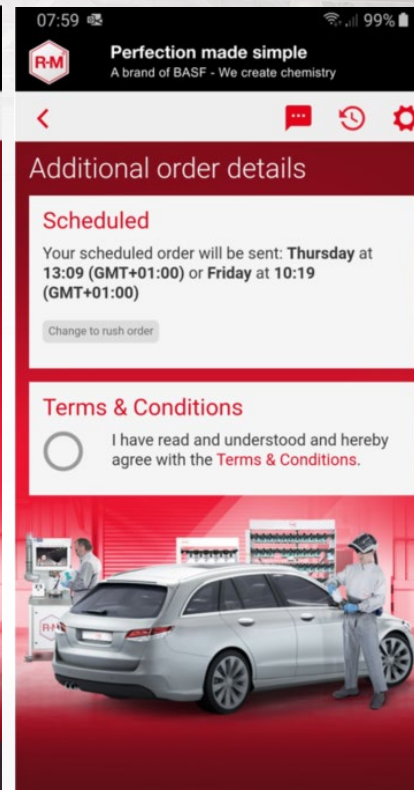 07:59
99%
R-M
Perfection made simple
A brand of BASF - We create chemistry
Additional order details
Scheduled
Your scheduled order will be sent: Thursday at
13:09 (GMT+01:00) or Friday at 10:19
(GMT+01:00)
Change to rush order
Terms & Conditions
I have read and understood and hereby
agree with the Terms & Conditions.
R-M